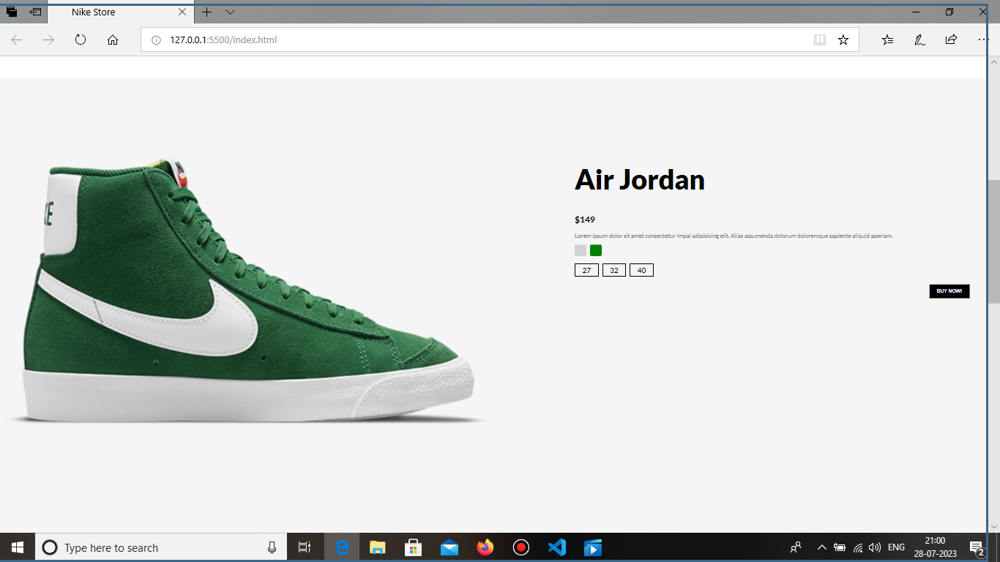 Nike Store
127.0.0.1:5500/index.html
Air Jordan
$149
Lorem ipsum dolor sit amet consectetur impal adipisicing elit. Alias assumenda dolorum doloremque sapiente aliquid aperiam.
27 32 40
BUY NOW!
Type here to search
ENG
21:00
28-07-2023
2